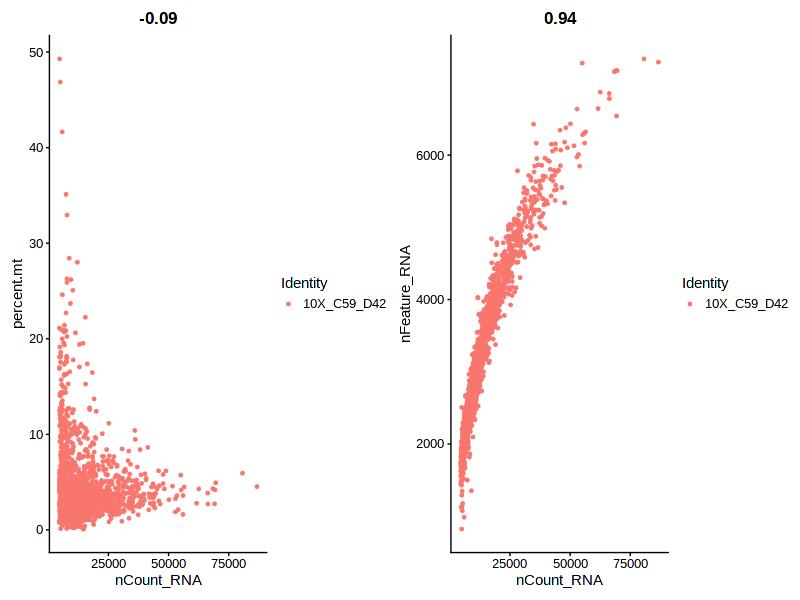 -0.09
50
40
30
20
10
0
percent.mt
25000 50000 75000
nCount_RNA
Identity
10X_C59_D42
0.94
6000
4000
2000
nFeature_RNA
25000 50000 75000
nCount_RNA
Identity
10X_C59_D42